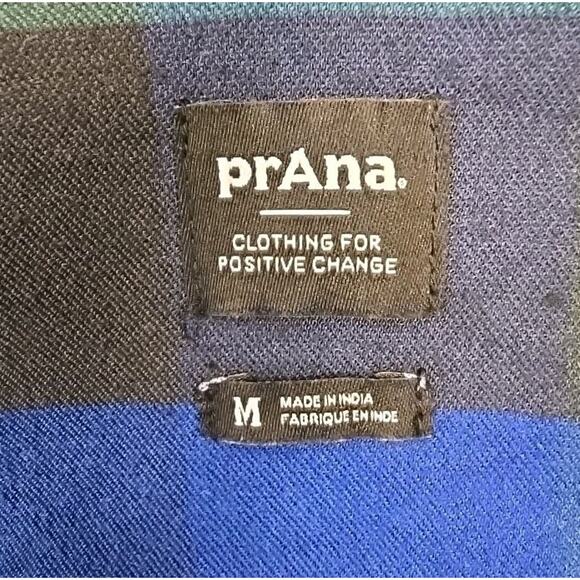 prAna.
CLOTHING FOR
POSITIVE CHANGE
M
MADE IN INDIA
FABRIQUE EN INDE